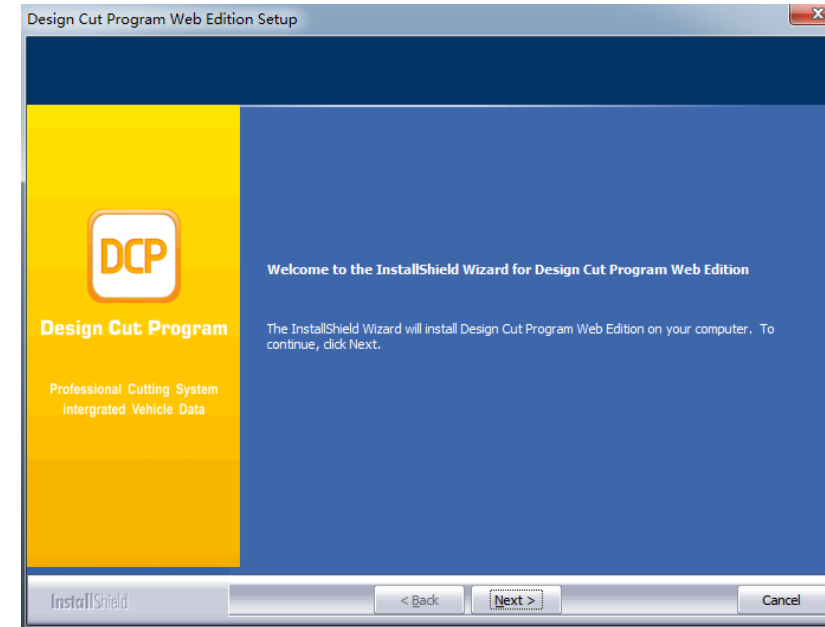 Design Cut Program Web Edition Setup
DCP
Design Cut Program
Professional Cutting System
intergrated Vehicle Data
Welcome to the InstallShield Wizard for Design Cut Program Web Edition
The InstallShield Wizard will install Design Cut Program Web Edition on your computer. To
continue, click Next.
InstallShield
< Back
Next >
Cancel